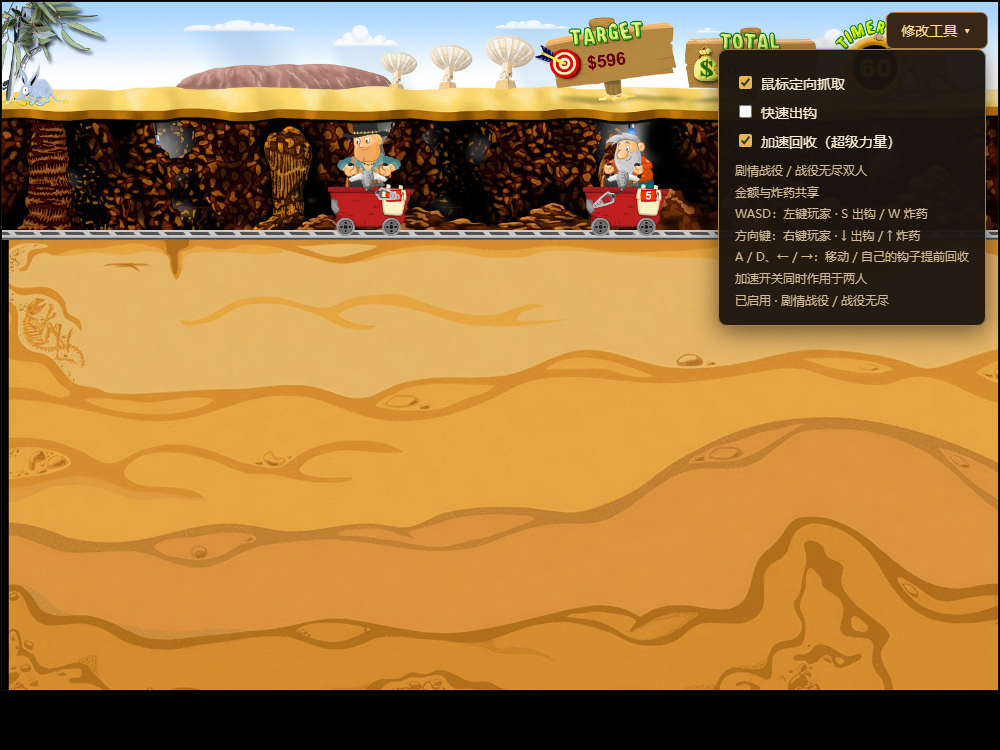 TARGET
$596
TOTAL
$
TIMER
60
5
修改工具 ▼
鼠标定向抓取
快速出钩
加速回收（超级力量）
剧情战役 / 战役无尽双人
金额与炸药共享
WASD：左键玩家 · S 出钩 / W 炸药
方向键：右键玩家 · ↓ 出钩 / ↑ 炸药
A / D、← / →：移动 / 自己的钩子提前回收
加速开关同时作用于两人
已启用 · 剧情战役 / 战役无尽